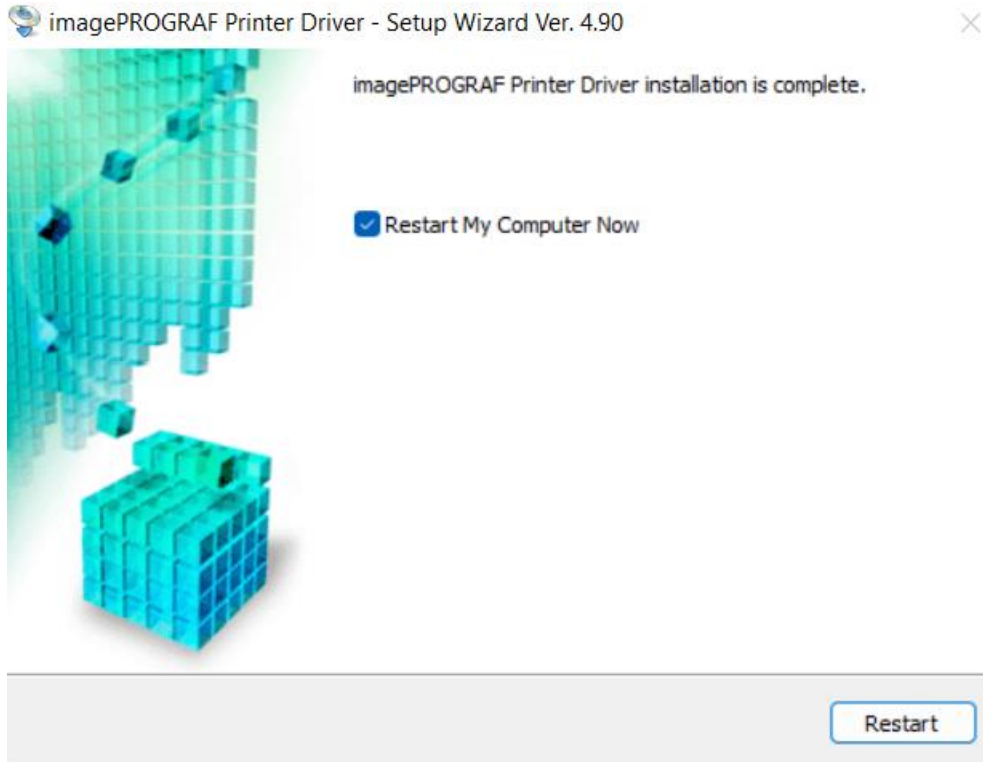 imagePROGRAF Printer Driver - Setup Wizard Ver. 4.90
imagePROGRAF Printer Driver installation is complete.
Restart My Computer Now
Restart